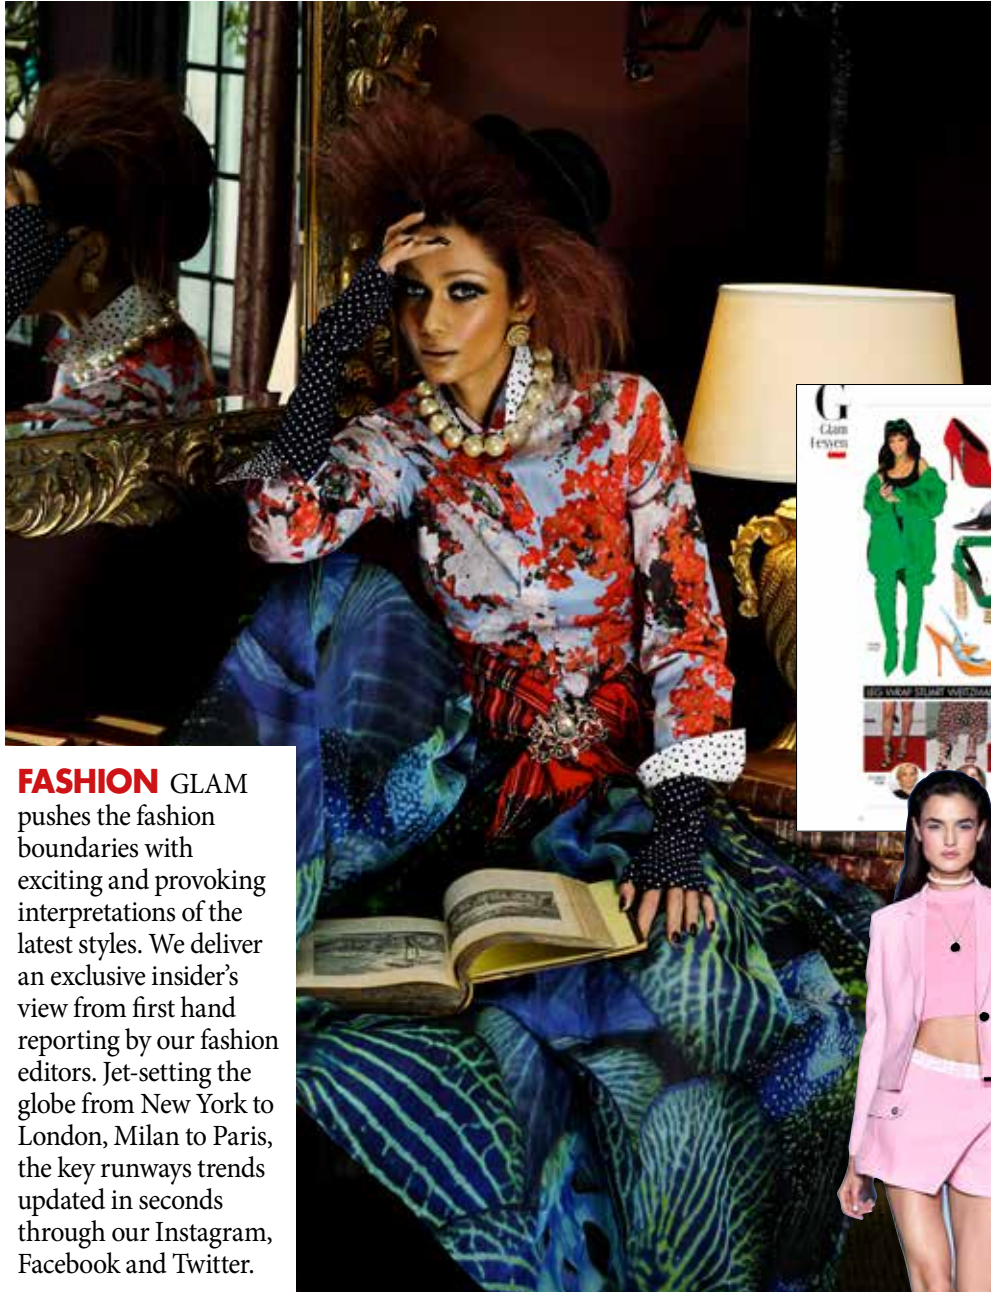 G
Glam
Fesyen
LEG WRAP STUART WEITZMAN
FASHION GLAM
pushes the fashion
boundaries with
exciting and provoking
interpretations of the
latest styles. We deliver
an exclusive insider’s
view from first hand
reporting by our fashion
editors. Jet-setting the
globe from New York to
London, Milan to Paris,
the key runways trends
updated in seconds
through our Instagram,
Facebook and Twitter.